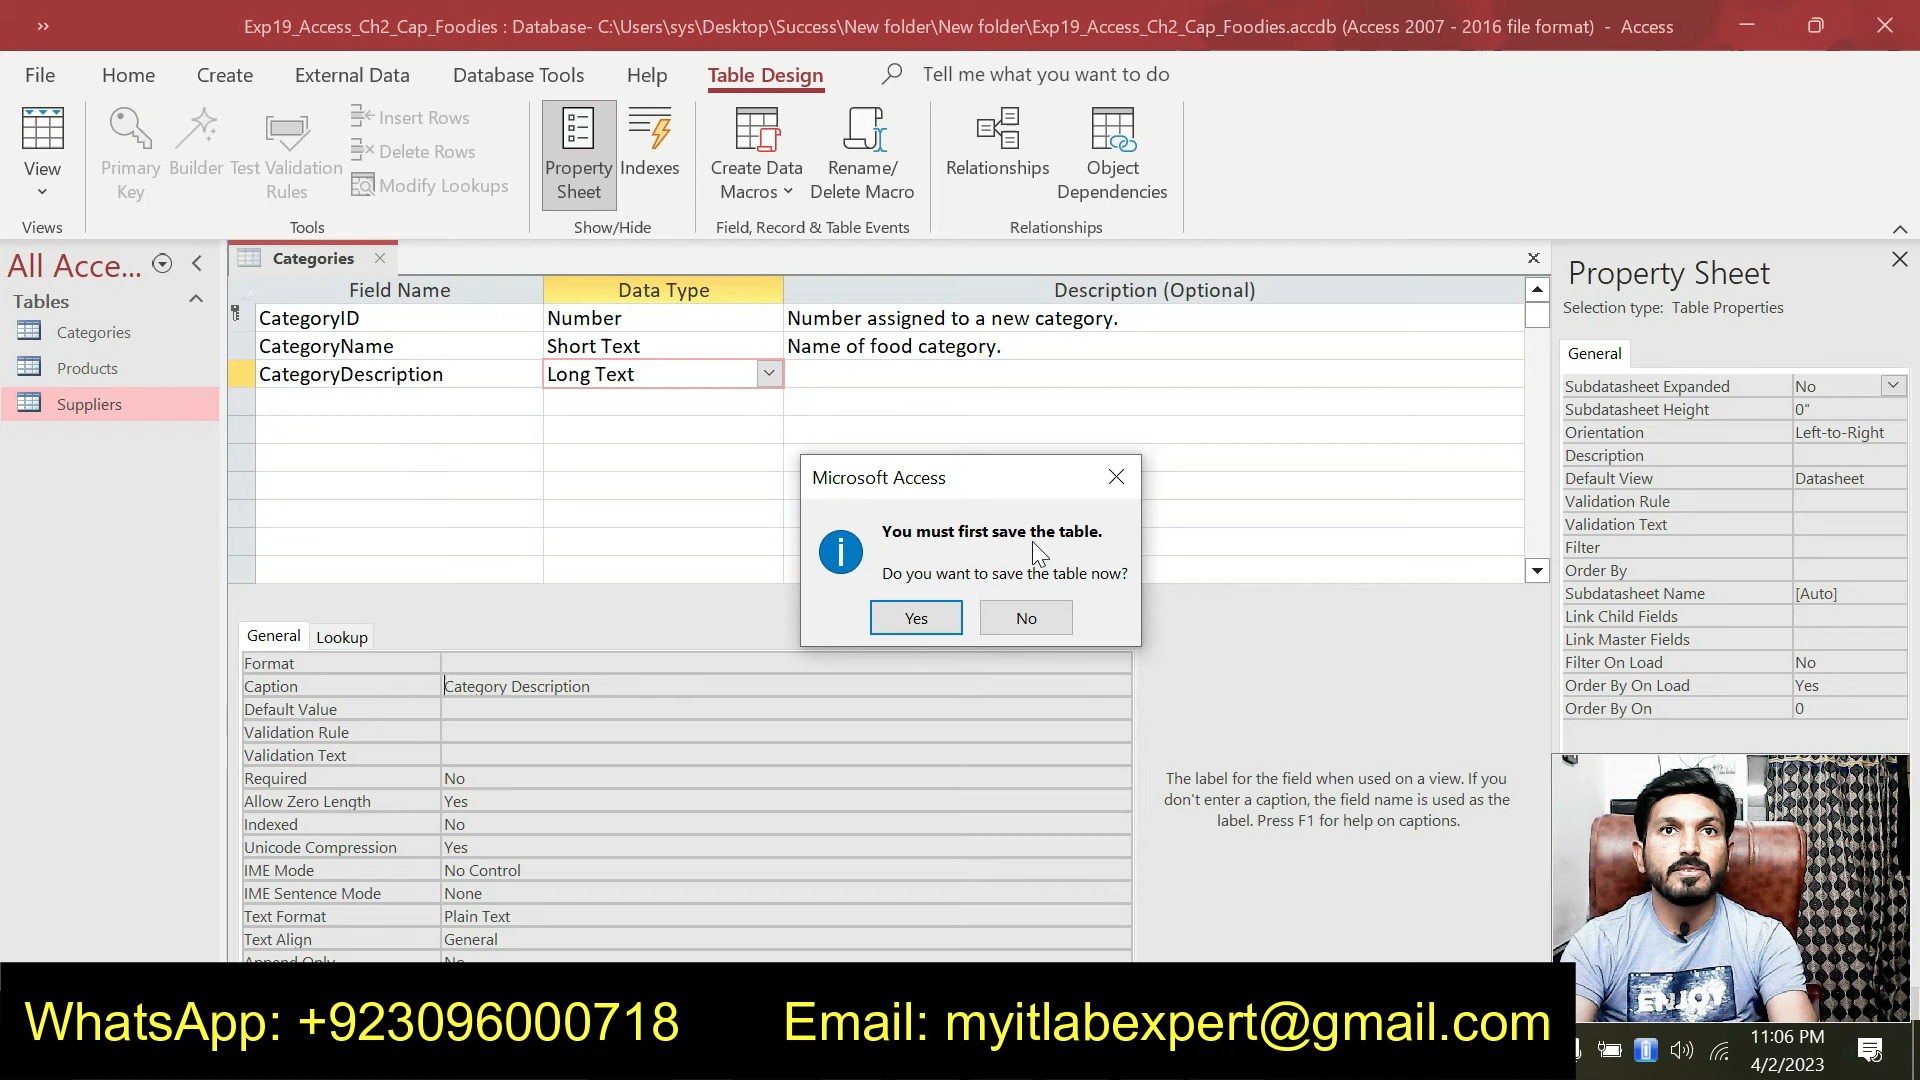 Exp19_Access_Ch2_Cap_Foodies : Database- C:\Users\sys\Desktop\Success\New folder\New folder\Exp19_Access_Ch2_Cap_Foodies.accdb (Access 2007 - 2016 file format) - Access
File Home Create External Data Database Tools Help Table Design Tell me what you want to do
View
Primary Key
Builder
Test Validation Rules
Insert Rows
Delete Rows
Modify Lookups
Property Sheet
Indexes
Create Data Macros
Rename/ Delete Macro
Relationships
Object Dependencies
Views Tools Show/Hide Field, Record & Table Events Relationships
All Acce...
Tables
Categories
Products
Suppliers
Categories
Field Name Data Type Description (Optional)
CategoryID Number Number assigned to a new category.
CategoryName Short Text Name of food category.
CategoryDescription Long Text
Microsoft Access
You must first save the table.
Do you want to save the table now?
Yes No
General Lookup
Format
Caption Category Description
Default Value
Validation Rule
Validation Text
Required No
Allow Zero Length Yes
Indexed No
Unicode Compression Yes
IME Mode No Control
IME Sentence Mode None
Text Format Plain Text
Text Align General
Append Only No
The label for the field when used on a view. If you
don't enter a caption, the field name is used as the
label. Press F1 for help on captions.
Property Sheet
Selection type: Table Properties
General
Subdatasheet Expanded No
Subdatasheet Height 0"
Orientation Left-to-Right
Description
Default View Datasheet
Validation Rule
Validation Text
Filter
Order By
Subdatasheet Name [Auto]
Link Child Fields
Link Master Fields
Filter On Load No
Order By On Load Yes
Order By On 0
ENJOY
WhatsApp: +923096000718 Email: myitlabexpert@gmail.com
11:06 PM
4/2/2023